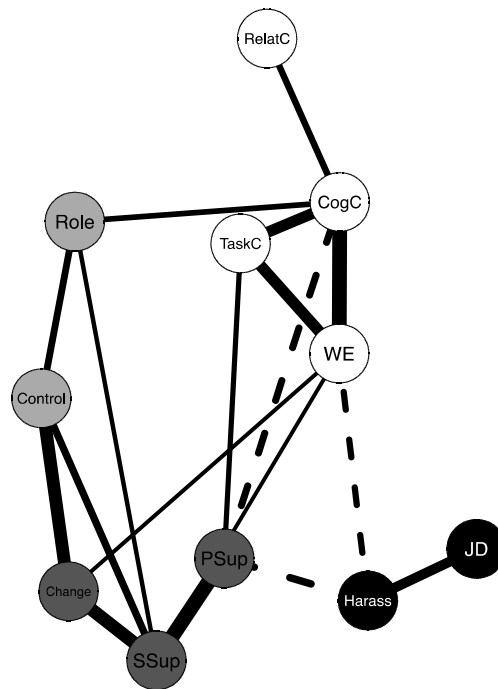 RelatC
CogC
Role
TaskC
WE
Control
PSup
JD
Change
Harass
SSup